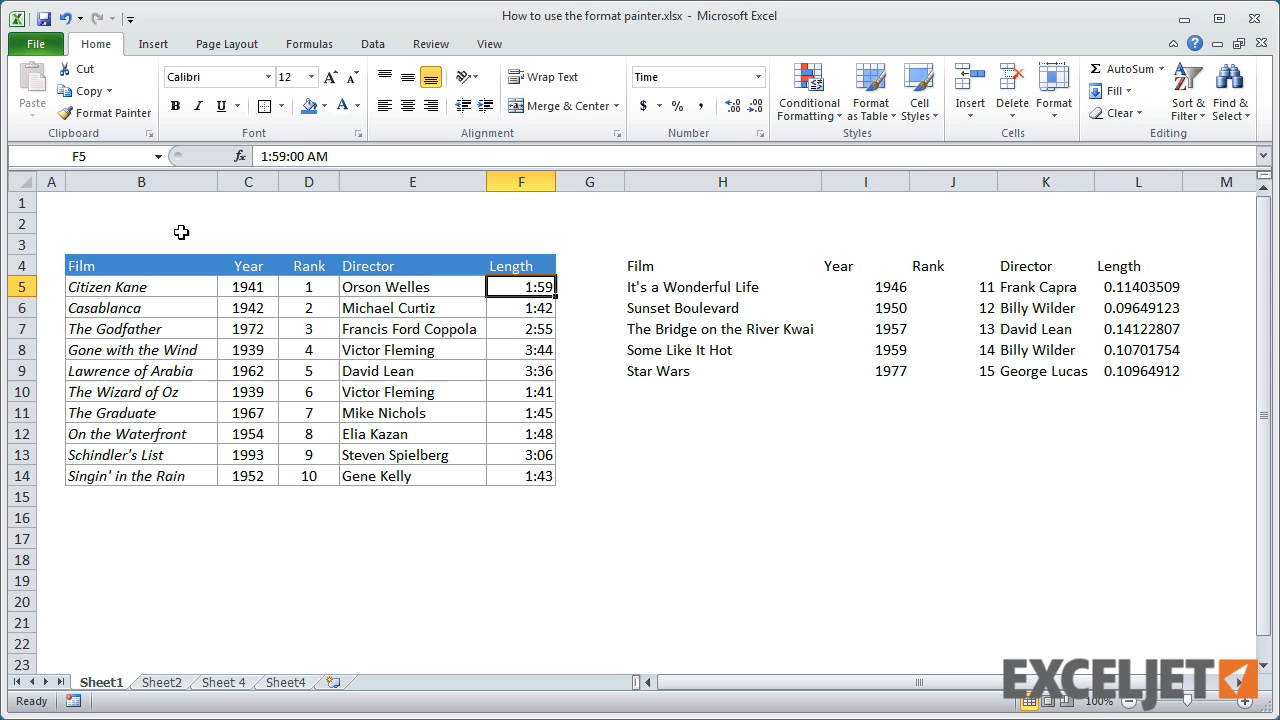 How to use the format painter.xlsx - Microsoft Excel
File Home Insert Page Layout Formulas Data Review View
Paste
Cut
Copy
Format Painter
Clipboard
Calibri 12
B I U
Font
Wrap Text
Merge & Center
Alignment
Time
$ % ,
Number
Conditional Formatting
Format as Table
Cell Styles
Styles
Insert
Delete
Format
Cells
AutoSum
Fill
Clear
Sort & Filter
Find & Select
Editing
F5 fx 1:59:00 AM
A B C D E F G H I J K L M
1
2
3
4 Film Year Rank Director Length Film Year Rank Director Length
5 Citizen Kane 1941 1 Orson Welles 1:59 It's a Wonderful Life 1946 11 Frank Capra 0.11403509
6 Casablanca 1942 2 Michael Curtiz 1:42 Sunset Boulevard 1950 12 Billy Wilder 0.09649123
7 The Godfather 1972 3 Francis Ford Coppola 2:55 The Bridge on the River Kwai 1957 13 David Lean 0.14122807
8 Gone with the Wind 1939 4 Victor Fleming 3:44 Some Like It Hot 1959 14 Billy Wilder 0.10701754
9 Lawrence of Arabia 1962 5 David Lean 3:36 Star Wars 1977 15 George Lucas 0.10964912
10 The Wizard of Oz 1939 6 Victor Fleming 1:41
11 The Graduate 1967 7 Mike Nichols 1:45
12 On the Waterfront 1954 8 Elia Kazan 1:48
13 Schindler's List 1993 9 Steven Spielberg 3:06
14 Singin' in the Rain 1952 10 Gene Kelly 1:43
15
16
17
18
19
20
21
22
23
Sheet1 Sheet2 Sheet 4 Sheet4
EXCELJET
Ready 100%